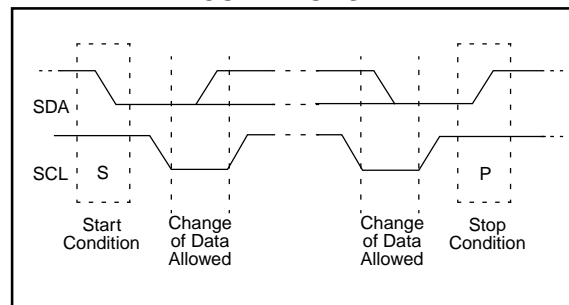 SDA
SCL
S
P
Start
Condition
Change
of Data
Allowed
Change
of Data
Allowed
Stop
Condition